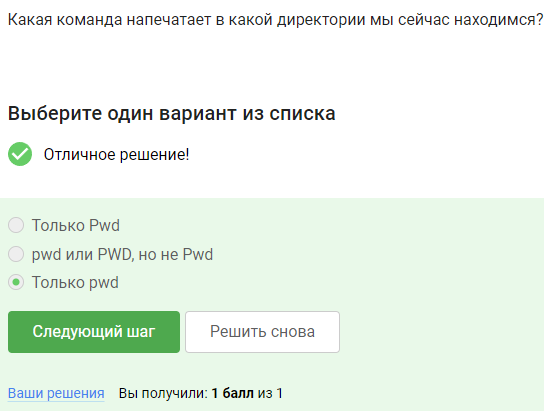 Какая команда напечатает в какой директории мы сейчас находимся?
Выберите один вариант из списка
Отличное решение!
Только Pwd
pwd или PWD, но не Pwd
Только pwd
Следующий шаг
Решить снова
Ваши решения Вы получили: 1 балл из 1